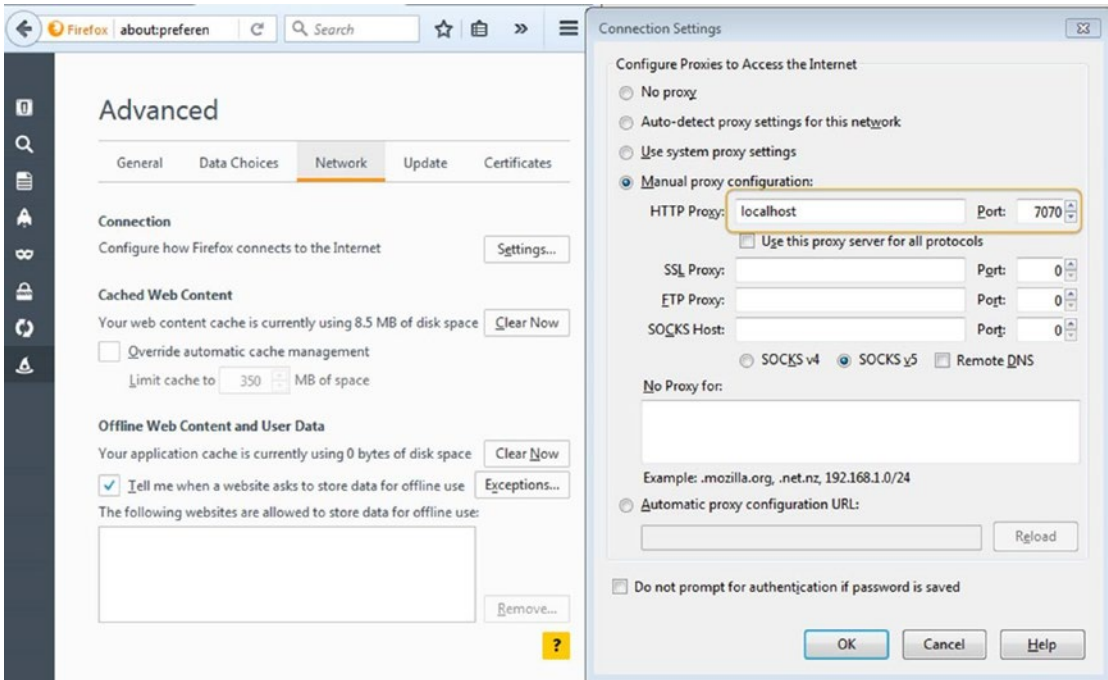 Firefox about:preferen
Search
Advanced
General Data Choices Network Update Certificates
Connection
Configure how Firefox connects to the Internet Settings...
Cached Web Content
Your web content cache is currently using 8.5 MB of disk space Clear Now
Override automatic cache management
Limit cache to 350 MB of space
Offline Web Content and User Data
Your application cache is currently using 0 bytes of disk space Clear Now
Tell me when a website asks to store data for offline use Exceptions...
The following websites are allowed to store data for offline use:
Remove...
?
Connection Settings
Configure Proxies to Access the Internet
No proxy
Auto-detect proxy settings for this network
Use system proxy settings
Manual proxy configuration:
HTTP Proxy: localhost Port: 7070
Use this proxy server for all protocols
SSL Proxy: Port: 0
FTP Proxy: Port: 0
SOCKS Host: Port: 0
SOCKS v4 SOCKS v5 Remote DNS
No Proxy for:
Example: .mozilla.org, .net.nz, 192.168.1.0/24
Automatic proxy configuration URL:
Reload
Do not prompt for authentication if password is saved
OK Cancel Help